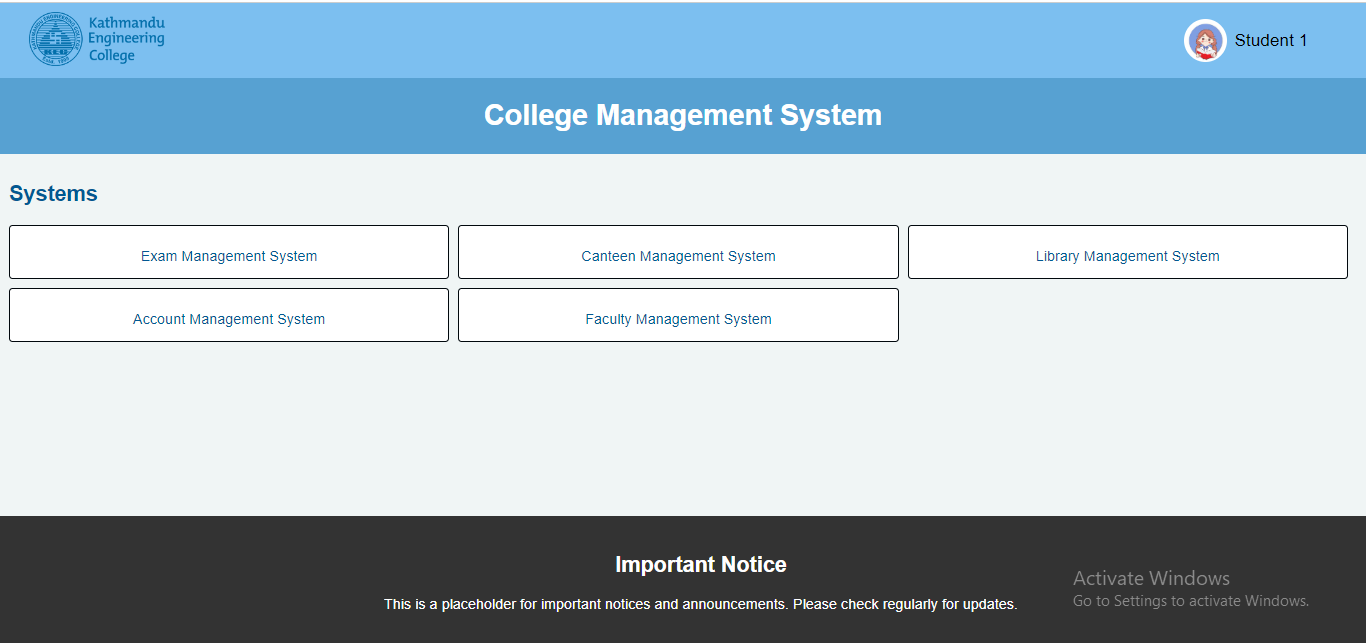 Kathmandu
Engineering
College
Student 1
College Management System
Systems
Exam Management System
Canteen Management System
Library Management System
Account Management System
Faculty Management System
Important Notice
This is a placeholder for important notices and announcements. Please check regularly for updates.
Activate Windows
Go to Settings to activate Windows.